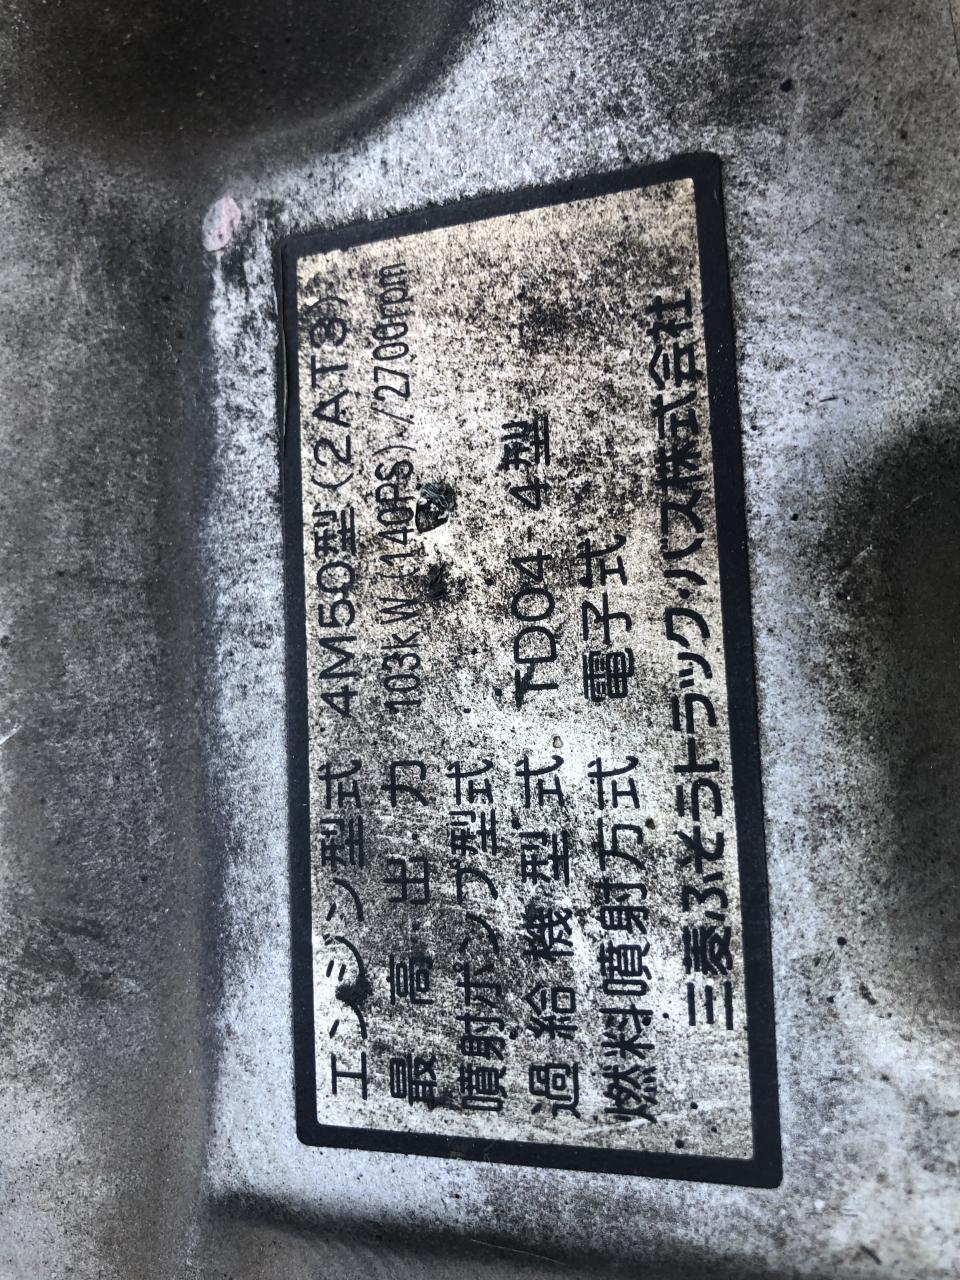 エンジン型式 4M50型(2AT3)
最高出力 103kW(140PS)/2700rpm
噴射ポンプ型式
過給機型式 TD04-4型
燃料噴射方式 電子式
三菱ふそうトラック・バス株式会社